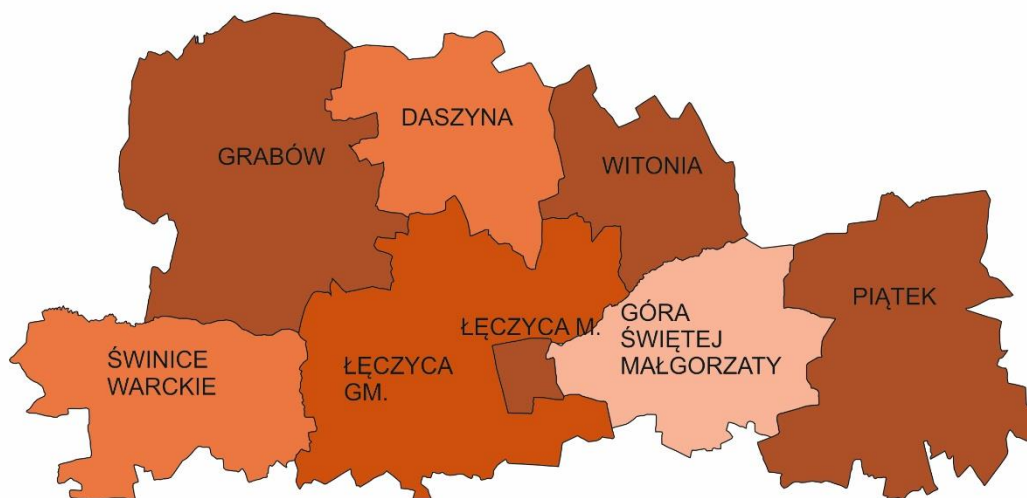 DASZYNA
GRABÓW
WITONIA
PIĄTEK
ŁĘCZYCA M.
GÓRA
ŚWIĘTEJ
MAŁGORZATY
ŚWINICE
WARCKIE
ŁĘCZYCA
GM.